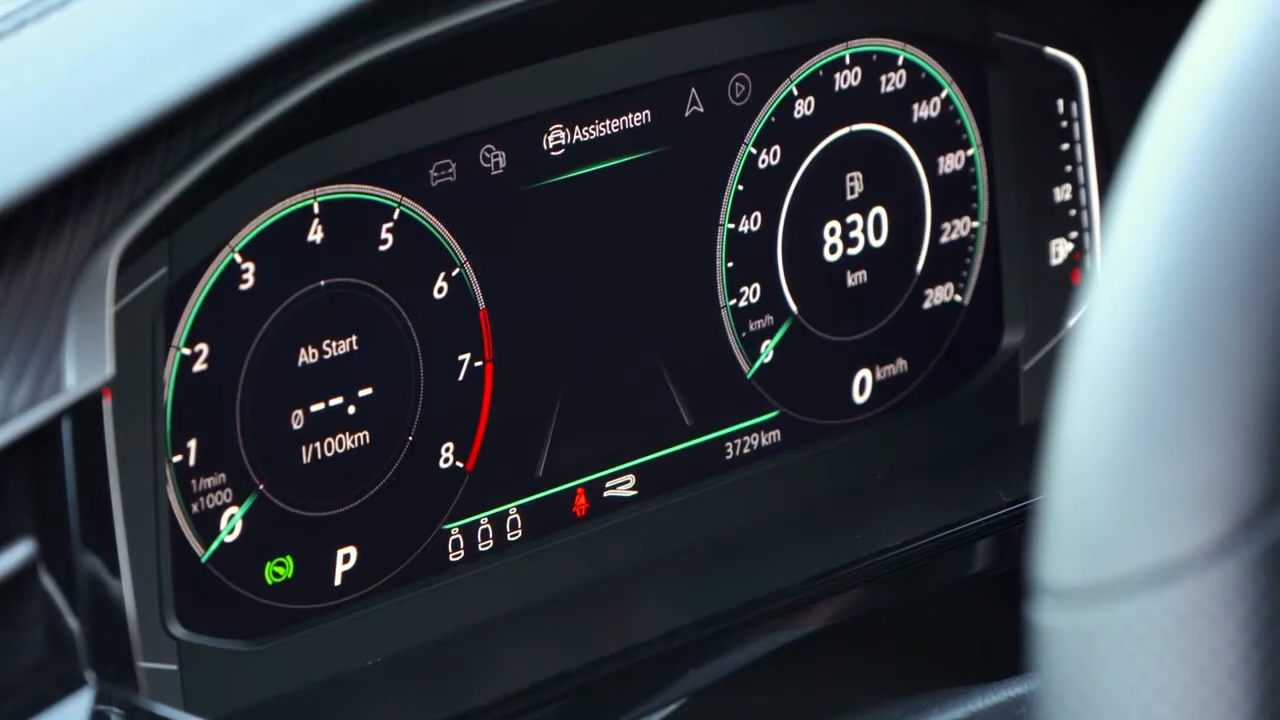 Assistenten
1
2
3
4
5
6
7
8
1/min
x1000
0
Ab Start
Ø --.-
l/100km
P
20
40
60
80
100
120
140
180
220
280
km/h
0
830
km
0 km/h
3729 km
1
1/2